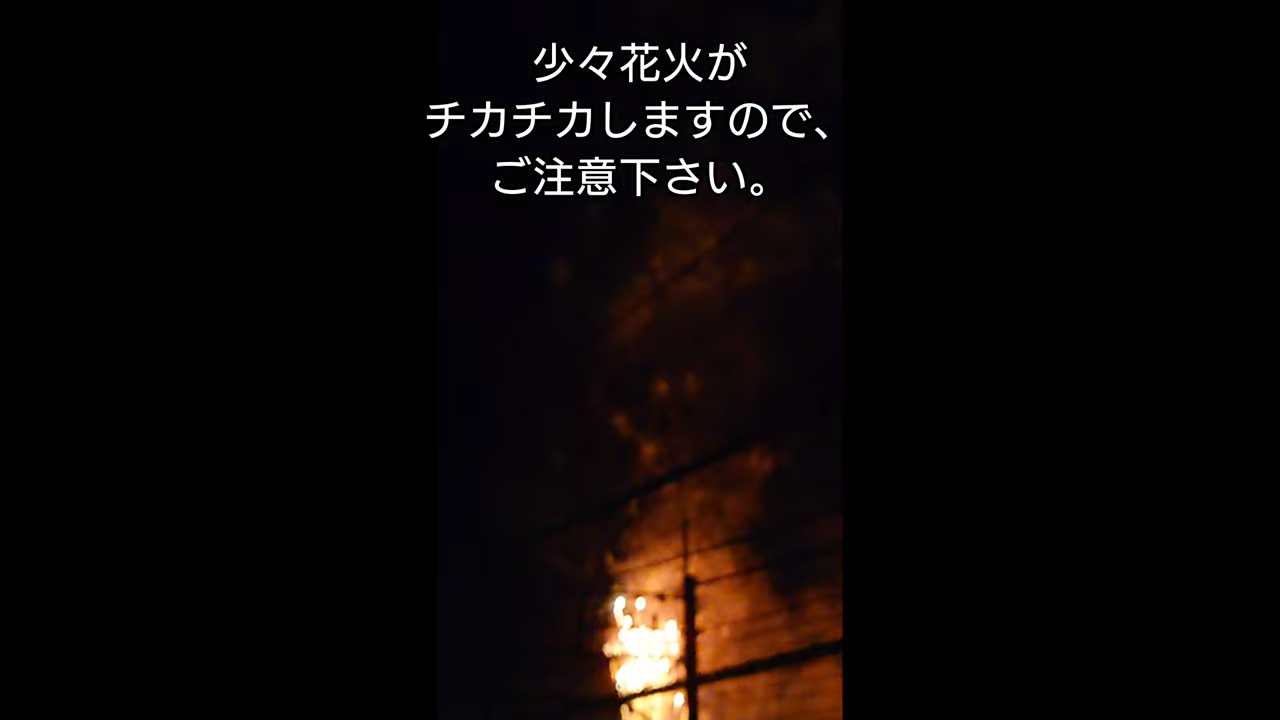 少々花火が
チカチカしますので、
ご注意下さい。